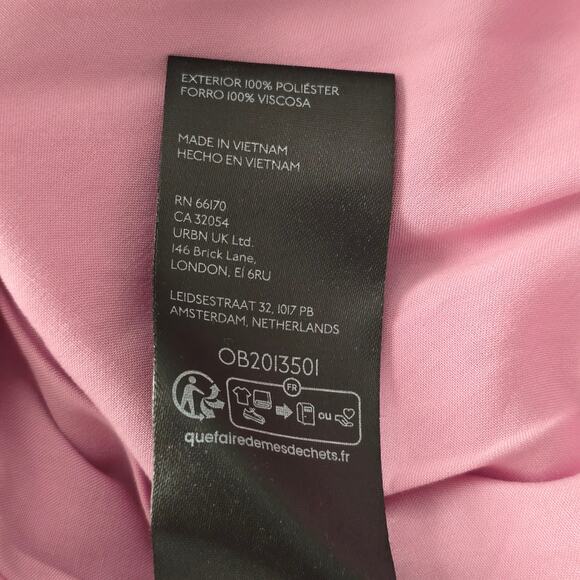 EXTERIOR 100% POLIÉSTER
FORRO 100% VISCOSA
MADE IN VIETNAM
HECHO EN VIETNAM
RN 66170
CA 32054
URBN UK Ltd.
146 Brick Lane,
LONDON, E1 6RU
LEIDSESTRAAT 32, 1017 PB
AMSTERDAM, NETHERLANDS
OB2013501
FR
ou
quefairedemesdechets.fr